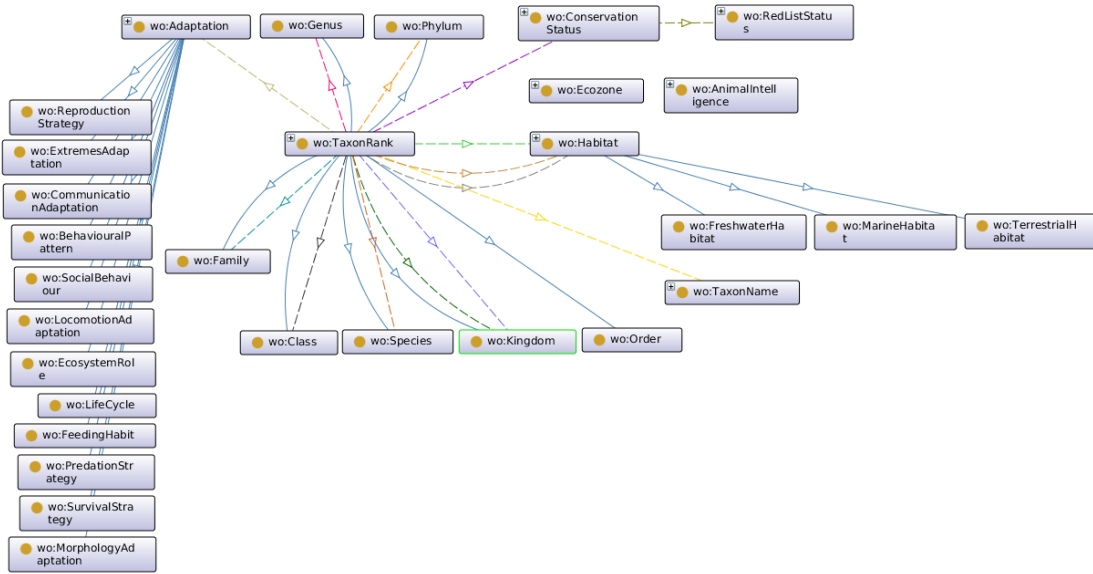 wo:Adaptation
wo:Genus
wo:Phylum
wo:Conservation
Status
wo:RedListStatu
s
wo:Ecozone
wo:AnimalIntell
igence
wo:Reproduction
Strategy
wo:TaxonRank
wo:Habitat
wo:ExtremesAdap
tation
wo:Communicatio
nAdaptation
wo:BehaviouralP
attern
wo:FreshwaterHa
bitat
wo:MarineHabita
t
wo:TerrestrialH
abitat
wo:Family
wo:SocialBehavi
our
wo:TaxonName
wo:LocomotionAd
aptation
wo:Class
wo:Species
wo:Kingdom
wo:Order
wo:EcosystemRol
e
wo:LifeCycle
wo:FeedingHabit
wo:PredationStr
ategy
wo:SurvivalStra
tegy
wo:MorphologyAd
aptation